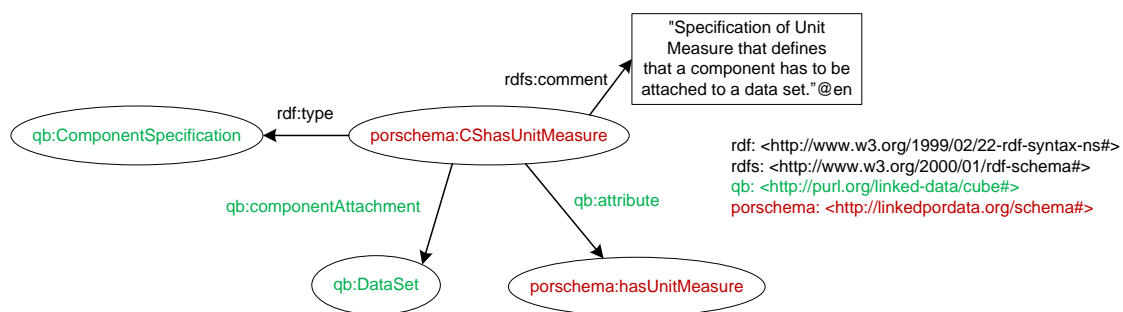 "Specification of Unit
Measure that defines
that a component has to be
attached to a data set.”@en
rdfs:comment
rdf:type
qb:ComponentSpecification
porschema:CShasUnitMeasure
rdf: <http://www.w3.org/1999/02/22-rdf-syntax-ns#>
rdfs: <http://www.w3.org/2000/01/rdf-schema#>
qb: <http://purl.org/linked-data/cube#>
porschema: <http://linkedpordata.org/schema#>
qb:componentAttachment
qb:attribute
qb:DataSet
porschema:hasUnitMeasure